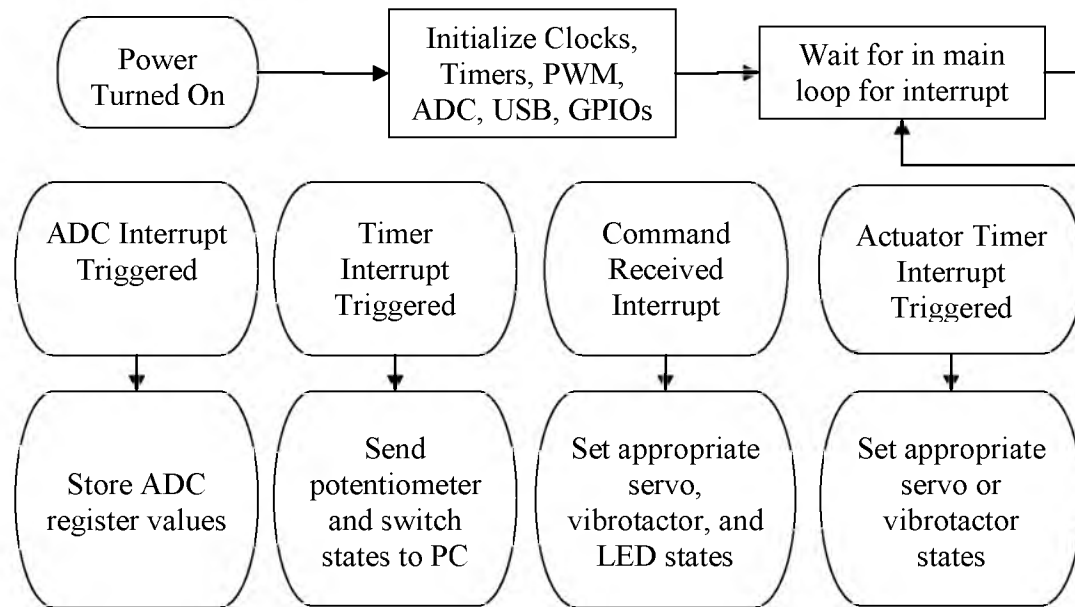 Power
Turned On
Initialize Clocks,
Timers, PWM,
ADC, USB, GPIOs
Wait for in main
loop for interrupt
ADC Interrupt
Triggered
Timer
Interrupt
Triggered
Command
Received
Interrupt
Actuator Timer
Interrupt
Triggered
Store ADC
register values
Send
potentiometer
and switch
states to PC
Set appropriate
servo,
vibrotactor, and
LED states
Set appropriate
servo or
vibrotactor
states